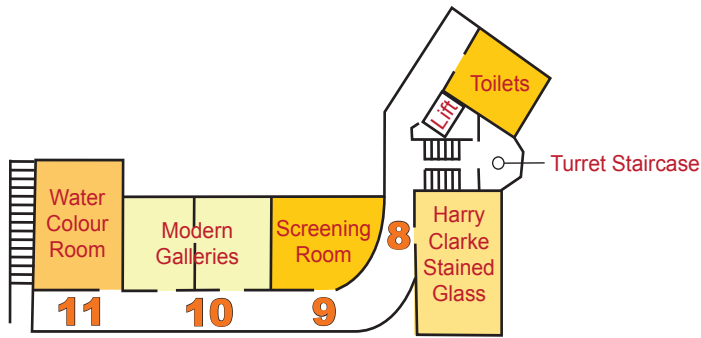 Toilets
Lift
Turret Staircase
Water
Colour
Room
Modern
Galleries
Screening
Room
8
Harry
Clarke
Stained
Glass
11
10
9